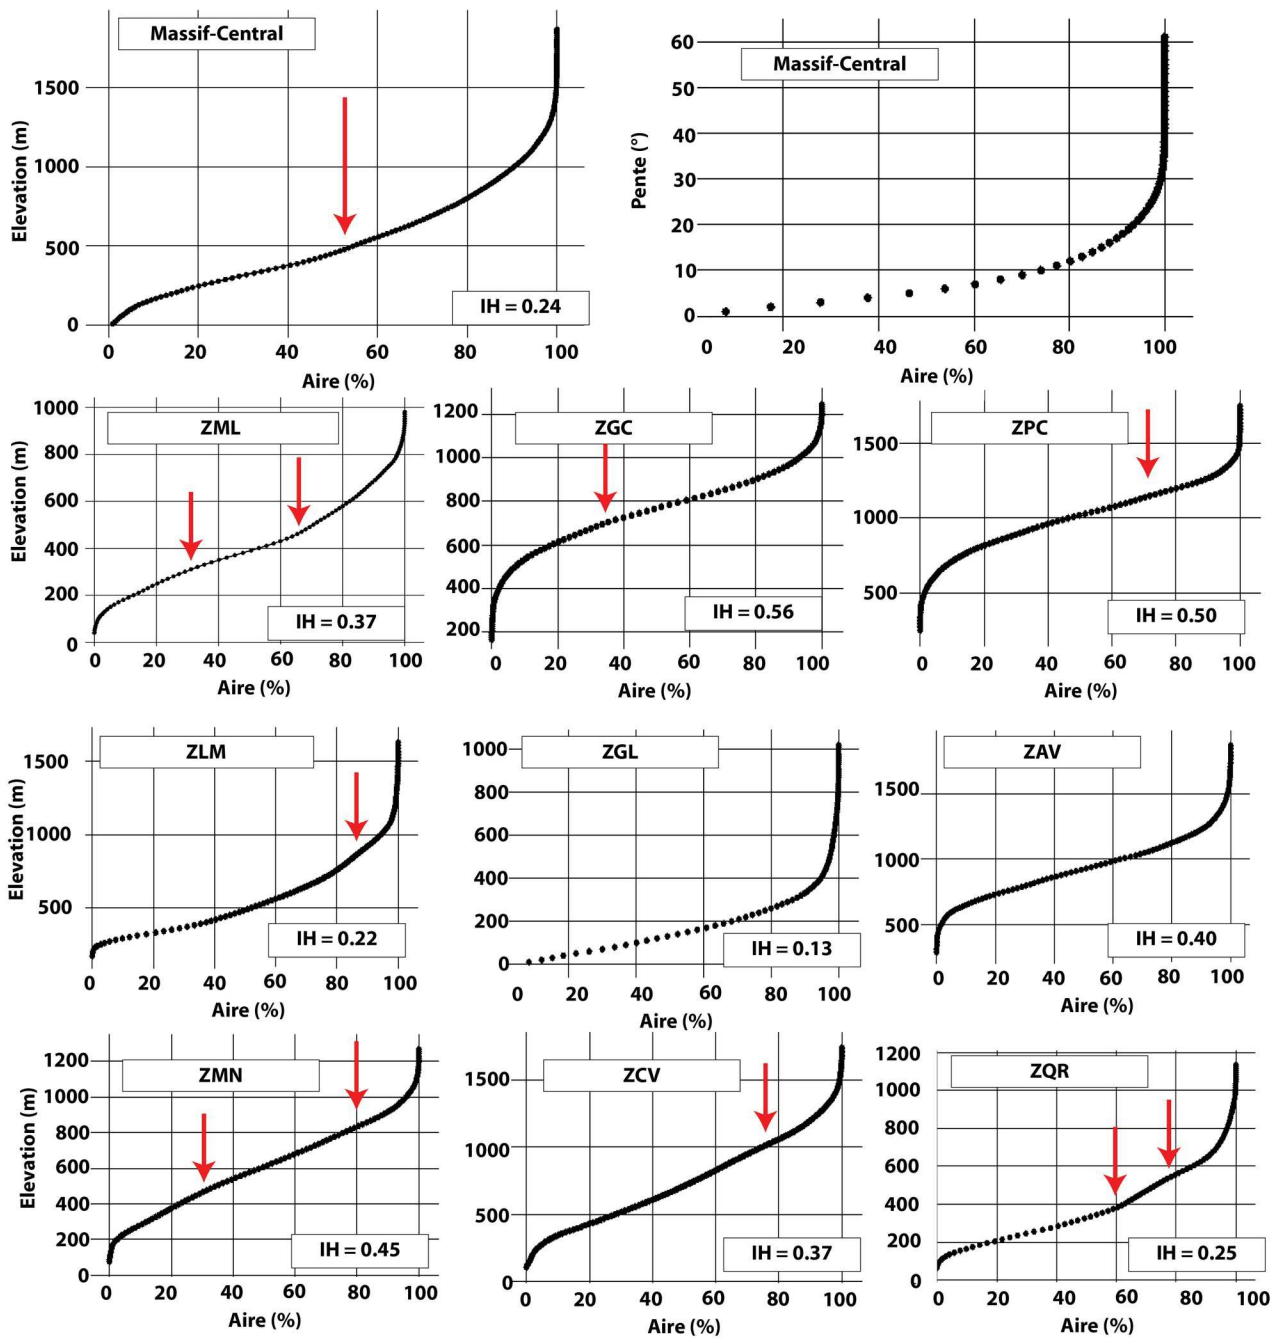 Massif-Central
Elevation (m)
1500
1000
500
0
IH = 0.24
0 20 40 60 80 100
Aire (%)
Massif-Central
Pente (°)
60
50
40
30
20
10
0
0 20 40 60 80 100
Aire (%)
ZML
Elevation (m)
1000
800
600
400
200
0
IH = 0.37
0 20 40 60 80 100
Aire (%)
ZGC
1200
1000
800
600
400
200
IH = 0.56
0 20 40 60 80 100
Aire (%)
ZPC
1500
1000
500
IH = 0.50
0 20 40 60 80 100
Aire (%)
ZLM
Elevation (m)
1500
1000
500
IH = 0.22
0 20 40 60 80 100
Aire (%)
ZGL
1000
800
600
400
200
0
IH = 0.13
0 20 40 60 80 100
Aire (%)
ZAV
1500
1000
500
IH = 0.40
0 20 40 60 80 100
Aire (%)
ZMN
Elevation (m)
1200
1000
800
600
400
200
0
IH = 0.45
0 20 40 60 80 100
Aire (%)
ZCV
1500
1000
500
0
IH = 0.37
0 20 40 60 80 100
Aire (%)
ZQR
1200
1000
800
600
400
200
0
IH = 0.25
0 20 40 60 80 100
Aire (%)